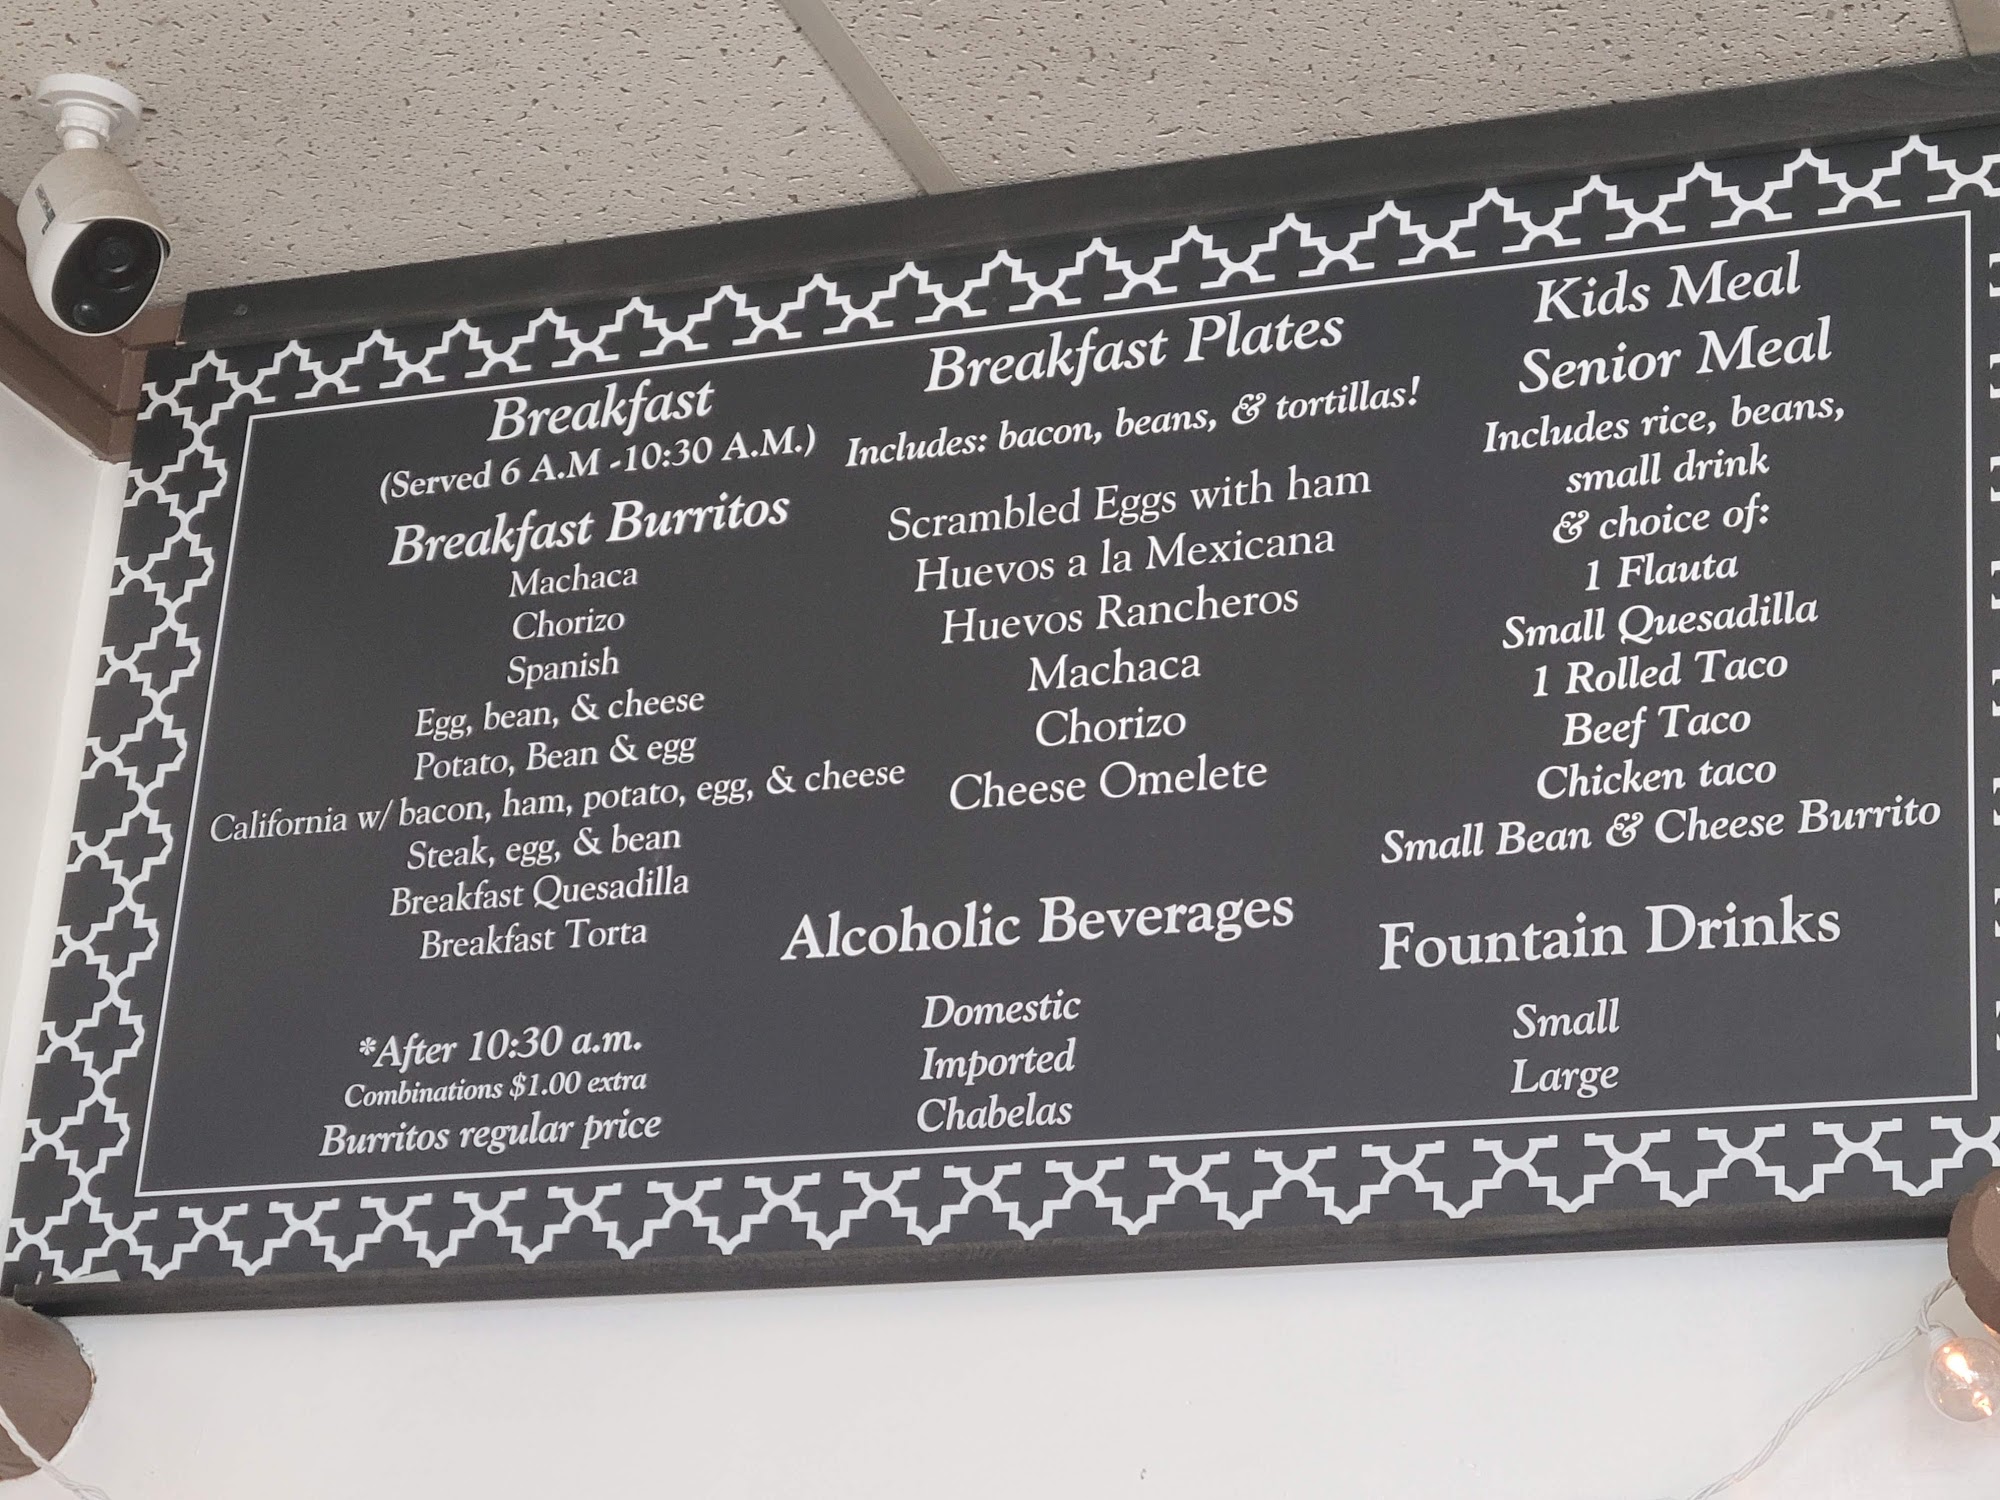 Breakfast
(Served 6 A.M -10:30 A.M.)
Breakfast Burritos
Machaca
Chorizo
Spanish
Egg, bean, & cheese
Potato, Bean & egg
California w/ bacon, ham, potato, egg, & cheese
Steak, egg, & bean
Breakfast Quesadilla
Breakfast Torta
*After 10:30 a.m.
Combinations $1.00 extra
Burritos regular price
Breakfast Plates
Includes: bacon, beans, & tortillas!
Scrambled Eggs with ham
Huevos a la Mexicana
Huevos Rancheros
Machaca
Chorizo
Cheese Omelete
Alcoholic Beverages
Domestic
Imported
Chabelas
Kids Meal
Senior Meal
Includes rice, beans,
small drink
& choice of:
1 Flauta
Small Quesadilla
1 Rolled Taco
Beef Taco
Chicken taco
Small Bean & Cheese Burrito
Fountain Drinks
Small
Large